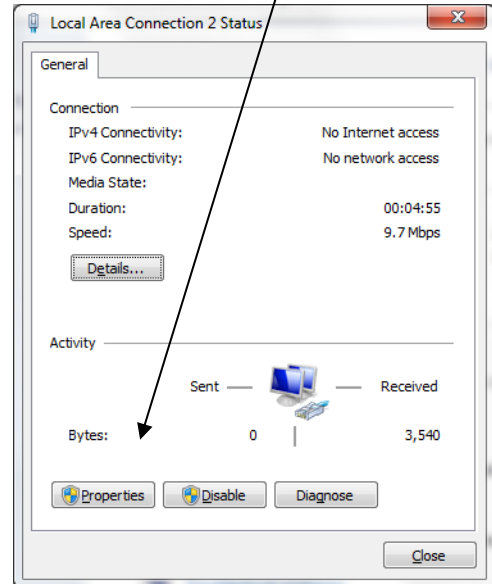 Local Area Connection 2 Status
General
Connection
IPv4 Connectivity: No Internet access
IPv6 Connectivity: No network access
Media State:
Duration: 00:04:55
Speed: 9.7 Mbps
Details...
Activity
Sent Received
Bytes: 0 3,540
Properties Disable Diagnose
Close